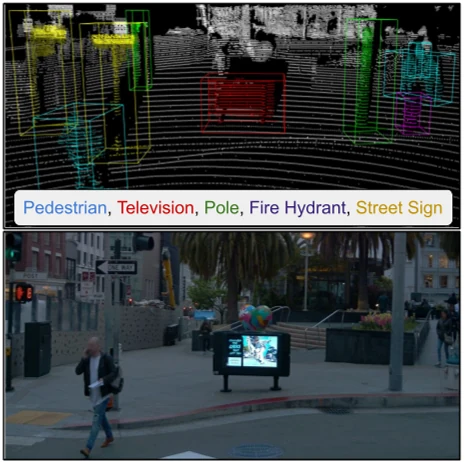 Pedestrian, Television, Pole, Fire Hydrant, Street Sign
ONE WAY